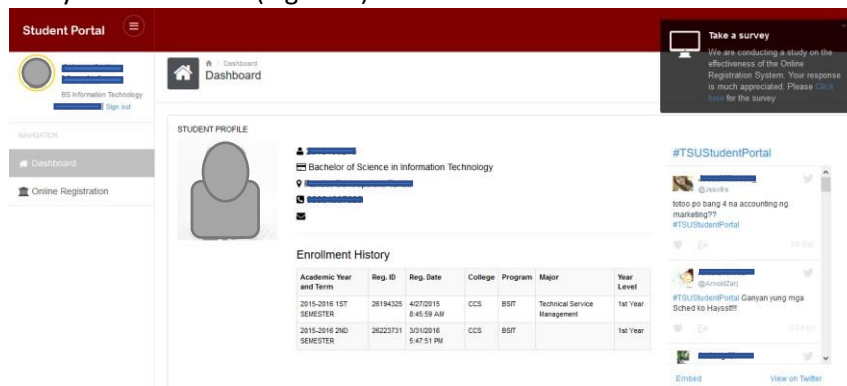 Student Portal
Take a survey
We are conducting a study on the
effectiveness of the Online
Registration System. Your response
is much appreciated. Please Click
here for the survey
BS Information Technology
Sign out
Dashboard
Dashboard
NAVIGATION
Dashboard
Online Registration
STUDENT PROFILE
Bachelor of Science in Information Technology
Enrollment History
Academic Year and Term Reg. ID Reg. Date College Program Major Year Level
2015-2016 1ST SEMESTER 26194325 4/27/2015 8:45:59 AM CCS BSIT Technical Service Management 1st Year
2015-2016 2ND SEMESTER 26223731 3/31/2016 5:47:51 PM CCS BSIT 1st Year
#TSUStudentPortal
totoo po bang 4 na accounting ng
marketing??
#TSUStudentPortal
@ArnoldZarj
#TSUStudentPortal Ganyan yung mga
Sched ko Haysst!!!
Embed View on Twitter